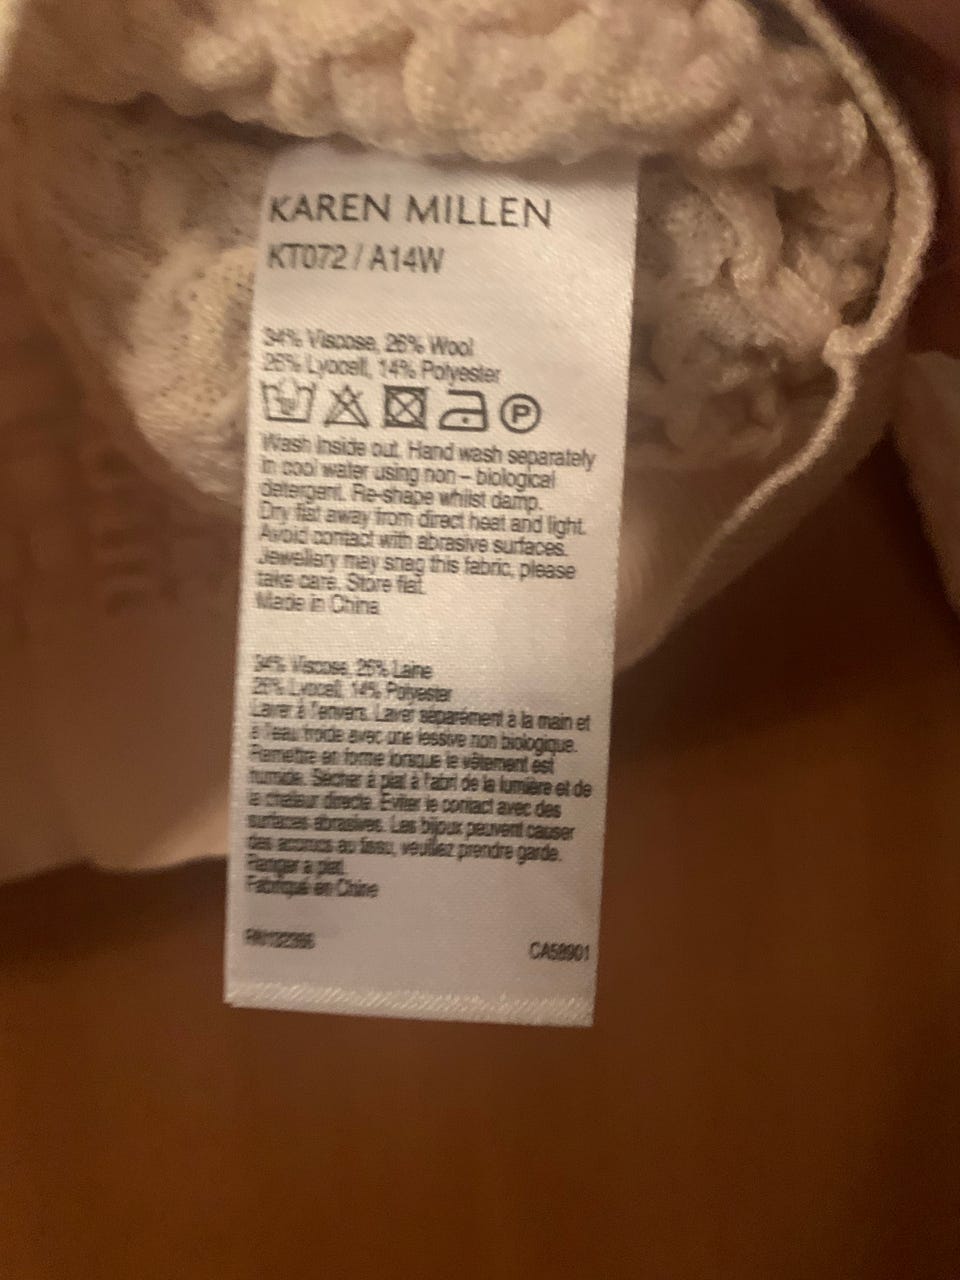 KAREN MILLEN
KT072 / A14W
34% Viscose, 26% Wool
26% Lyocell, 14% Polyester
P
Wash inside out. Hand wash separately
in cool water using non – biological
detergent. Re-shape whilst damp.
Dry flat away from direct heat and light.
Avoid contact with abrasive surfaces.
Jewellery may snag this fabric, please
take care. Store flat.
Made in China
34% Viscose, 26% Laine
26% Lyocell, 14% Polyester
Laver à l'envers. Laver séparément à la main et
à l'eau froide avec une lessive non biologique.
Remettre en forme lorsque le vêtement est
humide. Sécher à plat à l'abri de la lumière et de
la chaleur directe. Eviter le contact avec des
surfaces abrasives. Les bijoux peuvent causer
des accrocs au tissu, veuillez prendre garde.
Ranger à plat.
Fabriqué en Chine
CA58901